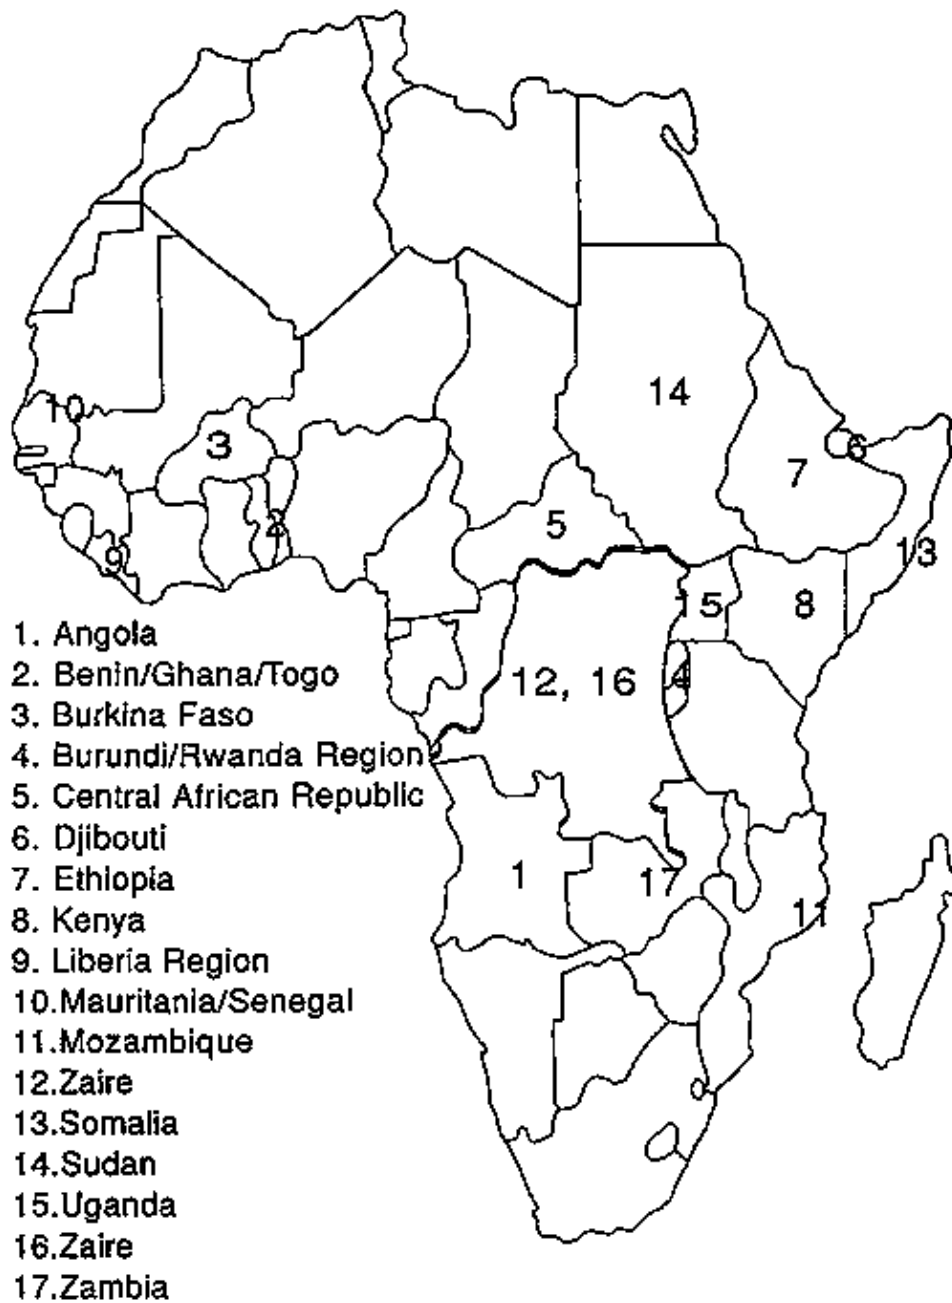 14
10
3
6
7
2
5
13
9
15
8
4
12, 16
1
17
11
1. Angola
2. Benin/Ghana/Togo
3. Burkina Faso
4. Burundi/Rwanda Region
5. Central African Republic
6. Djibouti
7. Ethiopia
8. Kenya
9. Liberia Region
10.Mauritania/Senegal
11.Mozambique
12.Zaire
13.Somalia
14.Sudan
15.Uganda
16.Zaire
17.Zambia